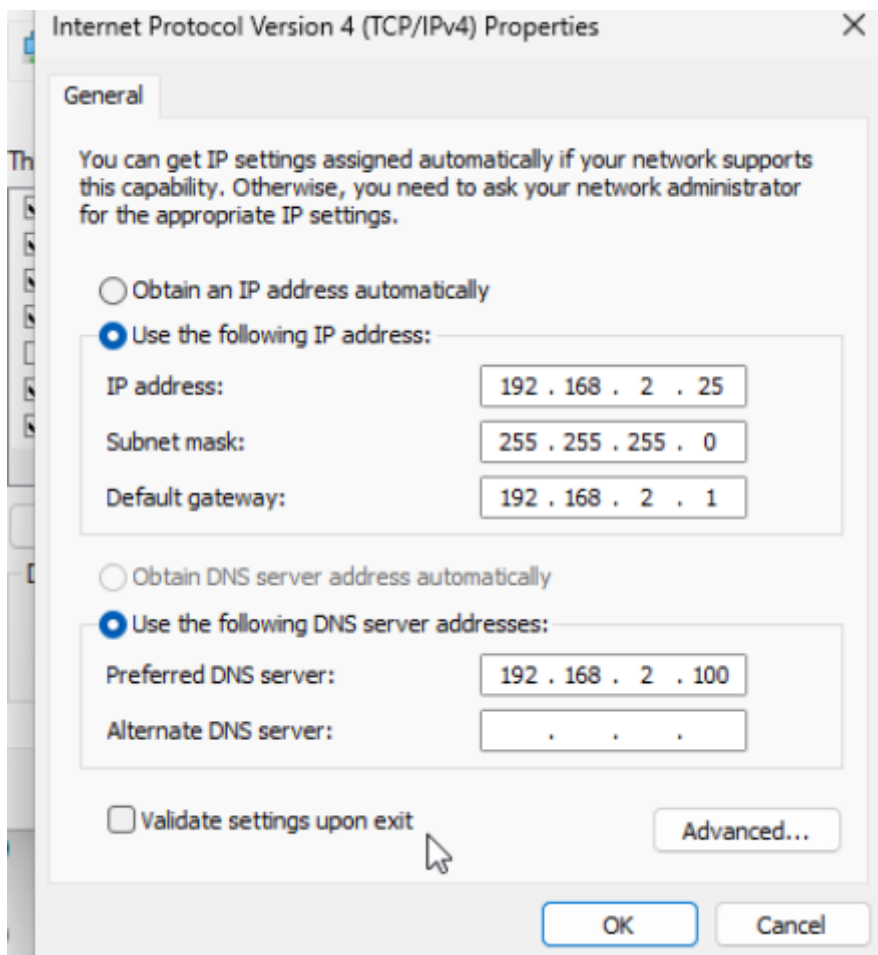 Internet Protocol Version 4 (TCP/IPv4) Properties
General
Th
You can get IP settings assigned automatically if your network supports
this capability. Otherwise, you need to ask your network administrator
for the appropriate IP settings.
Obtain an IP address automatically
Use the following IP address:
IP address: 192 . 168 . 2 . 25
Subnet mask: 255 . 255 . 255 . 0
Default gateway: 192 . 168 . 2 . 1
Obtain DNS server address automatically
Use the following DNS server addresses:
Preferred DNS server: 192 . 168 . 2 . 100
Alternate DNS server: . . .
Validate settings upon exit
Advanced...
OK Cancel